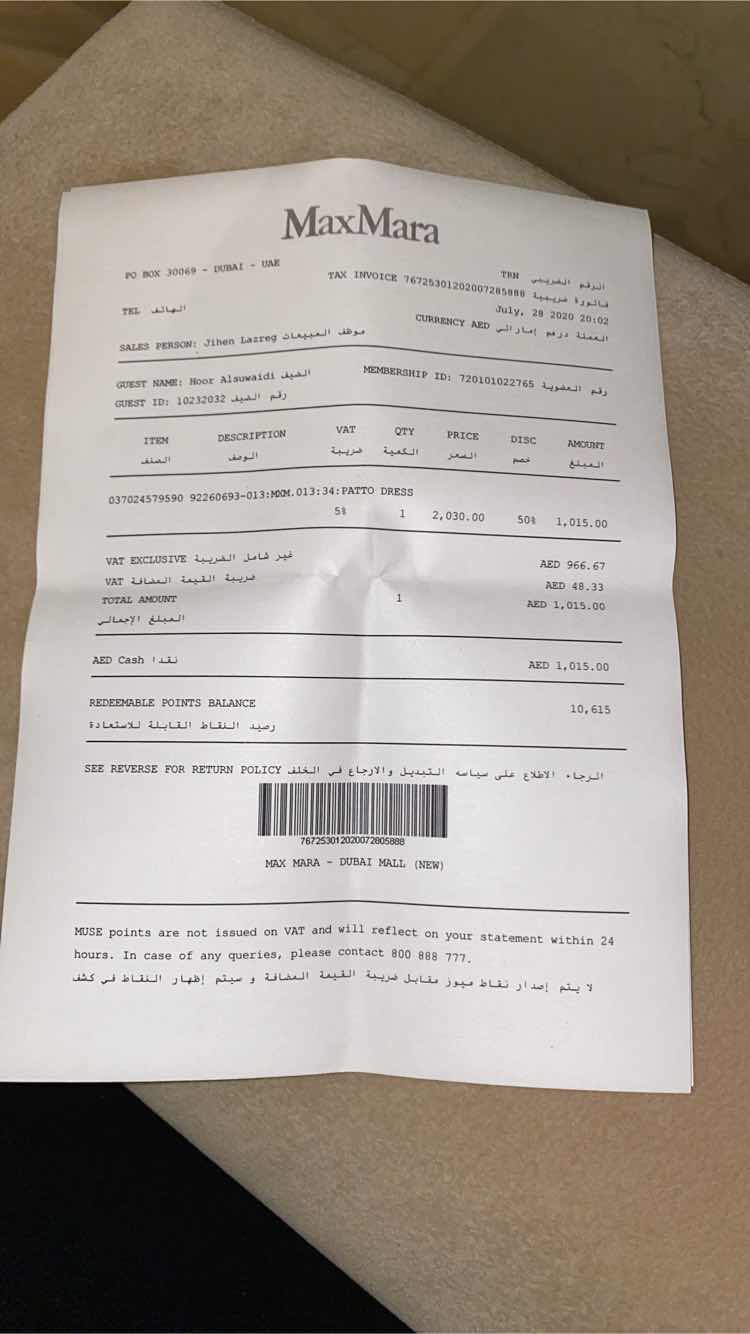 MaxMara
PO BOX 30069 - DUBAI - UAE
TRN الرقم الضريبي
TAX INVOICE 76725301202007285888 فاتورة ضريبية
TEL الهاتف
July, 28 2020 20:02
CURRENCY AED العملة درهم إماراتي
SALES PERSON: Jihen Lazreg موظف المبيعات
GUEST NAME: Hoor Alsuwaidi الضيف
MEMBERSHIP ID: 720101022765 رقم العضوية
GUEST ID: 10232032 رقم الضيف
ITEM DESCRIPTION VAT QTY PRICE DISC AMOUNT
الصنف الوصف ضريبة الكمية السعر خصم المبلغ
037024579590 92260693-013:MXM.013:34:PATTO DRESS
5% 1 2,030.00 50% 1,015.00
VAT EXCLUSIVE غير شامل الضريبة AED 966.67
VAT ضريبة القيمة المضافة AED 48.33
TOTAL AMOUNT 1 AED 1,015.00
المبلغ الإجمالي
AED Cash نقدا AED 1,015.00
REDEEMABLE POINTS BALANCE 10,615
رصيد النقاط القابلة للاستعادة
SEE REVERSE FOR RETURN POLICY الرجاء الاطلاع على سياسه التبديل والارجاع في الخلف
767253012020072805888
MAX MARA - DUBAI MALL (NEW)
MUSE points are not issued on VAT and will reflect on your statement within 24
hours. In case of any queries, please contact 800 888 777.
لا يتم إصدار نقاط ميوز مقابل ضريبة القيمة المضافة و سيتم إظهار النقاط في كشف